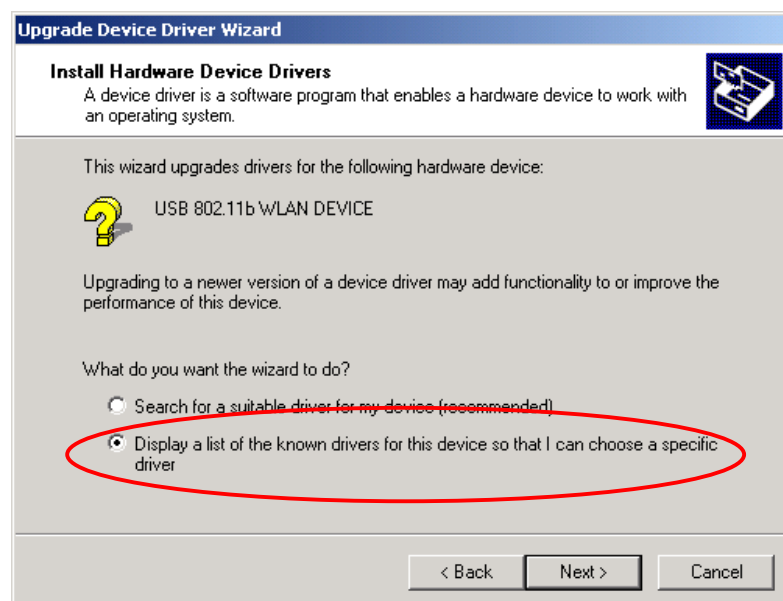 Upgrade Device Driver Wizard
Install Hardware Device Drivers
A device driver is a software program that enables a hardware device to work with
an operating system.
This wizard upgrades drivers for the following hardware device:
USB 802.11b WLAN DEVICE
Upgrading to a newer version of a device driver may add functionality to or improve the
performance of this device.
What do you want the wizard to do?
Search for a suitable driver for my device (recommended)
Display a list of the known drivers for this device so that I can choose a specific
driver
< Back Next > Cancel